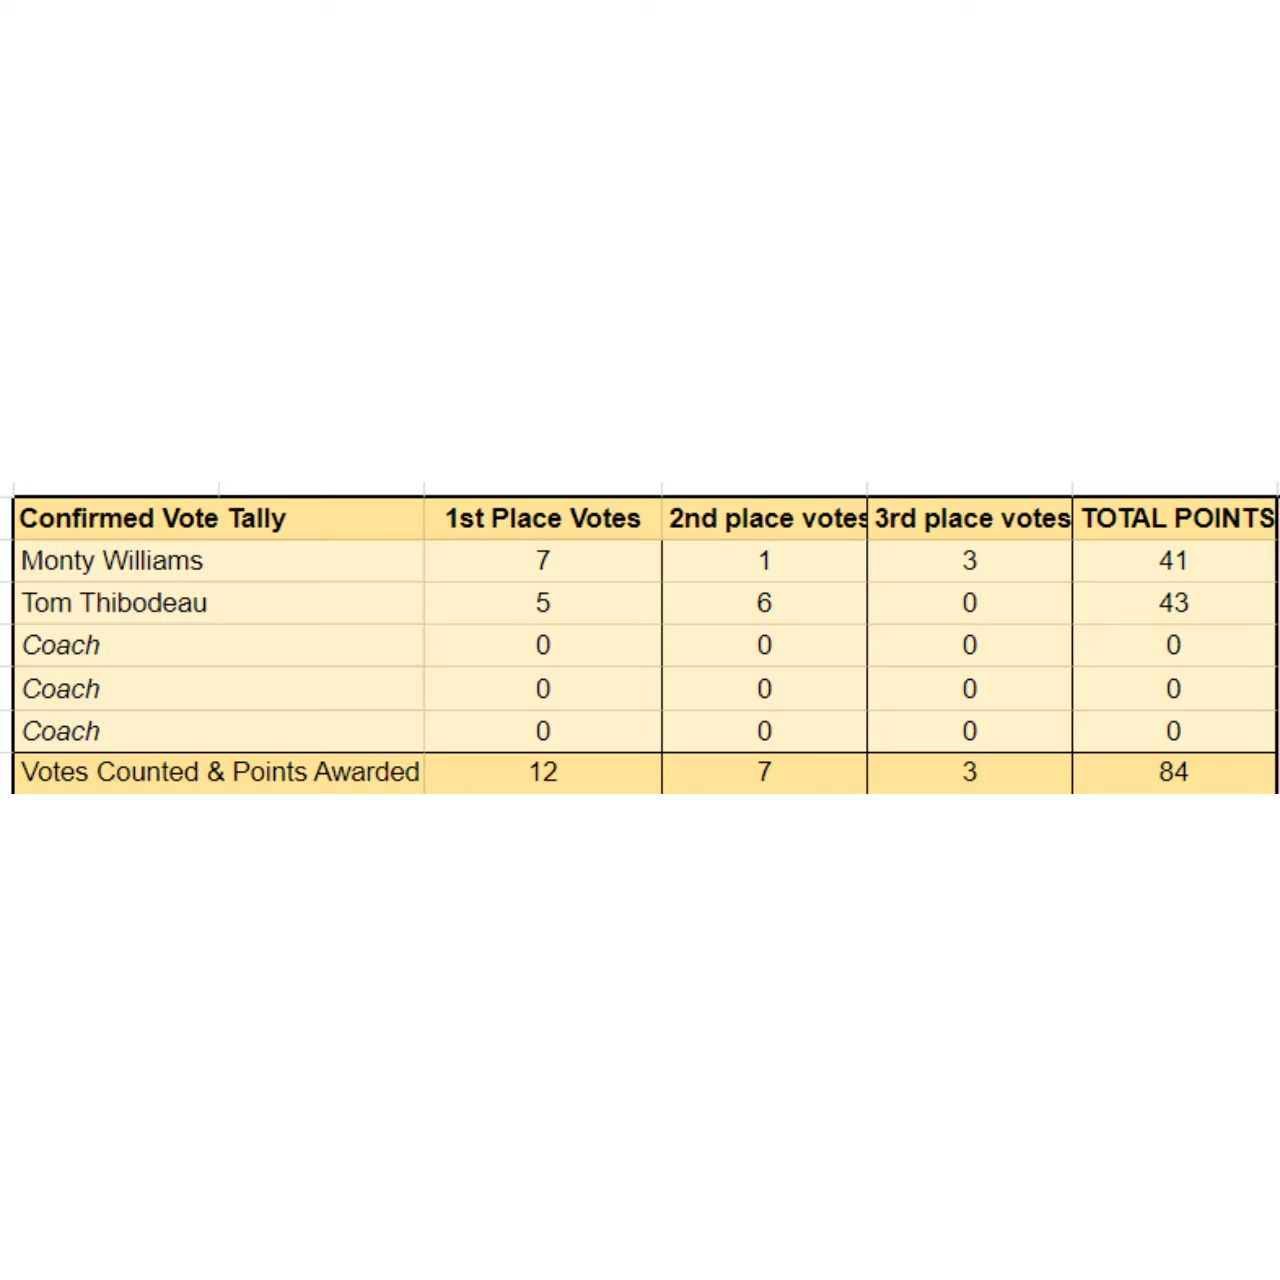 Confirmed Vote Tally 1st Place Votes 2nd place votes 3rd place votes TOTAL POINTS
Monty Williams 7 1 3 41
Tom Thibodeau 5 6 0 43
Coach 0 0 0 0
Coach 0 0 0 0
Coach 0 0 0 0
Votes Counted & Points Awarded 12 7 3 84